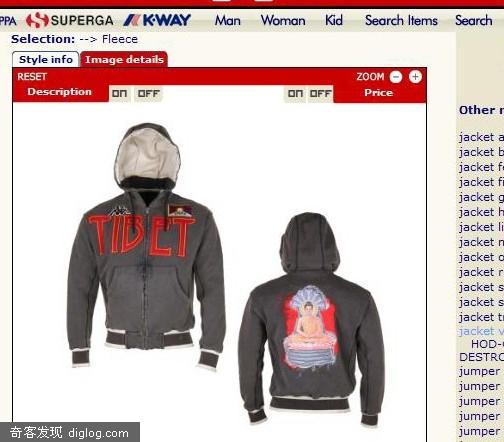 PPA SUPERGA K-WAY Man Woman Kid Search Items Search
Selection: --> Fleece
Style info Image details
RESET ZOOM
Description ON OFF ON OFF Price
TIBET
Other r
jacket a
jacket b
jacket f
jacket fi
jacket g
jacket h
jacket li
jacket n
jacket o
jacket r
jacket s
jacket s
jacket t
jacket v
HOD-
DESTRO
jumper
jumper
jumper
jumper
jumper
奇客发现 diglog.com